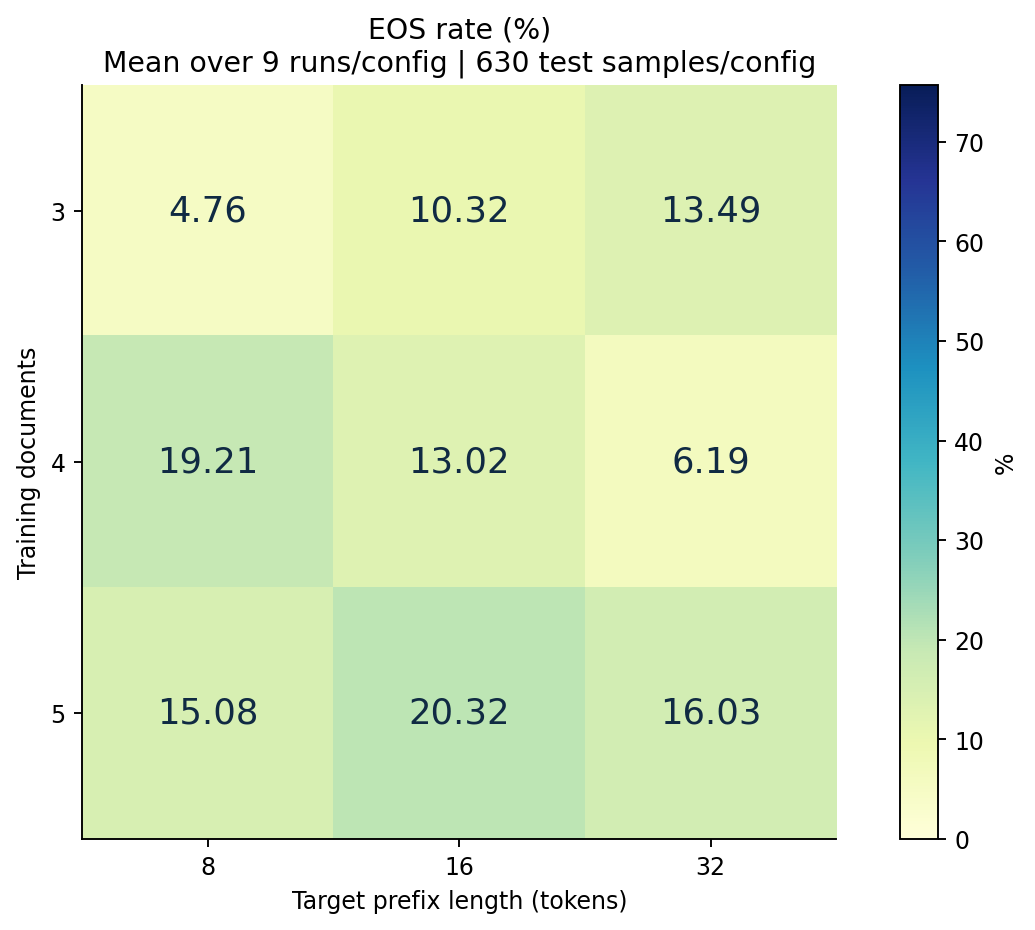 EOS rate (%)
Mean over 9 runs/config | 630 test samples/config
Training documents
3
4
5
4.76 10.32 13.49
19.21 13.02 6.19
15.08 20.32 16.03
8 16 32
Target prefix length (tokens)
70
60
50
40
30
20
10
0
%